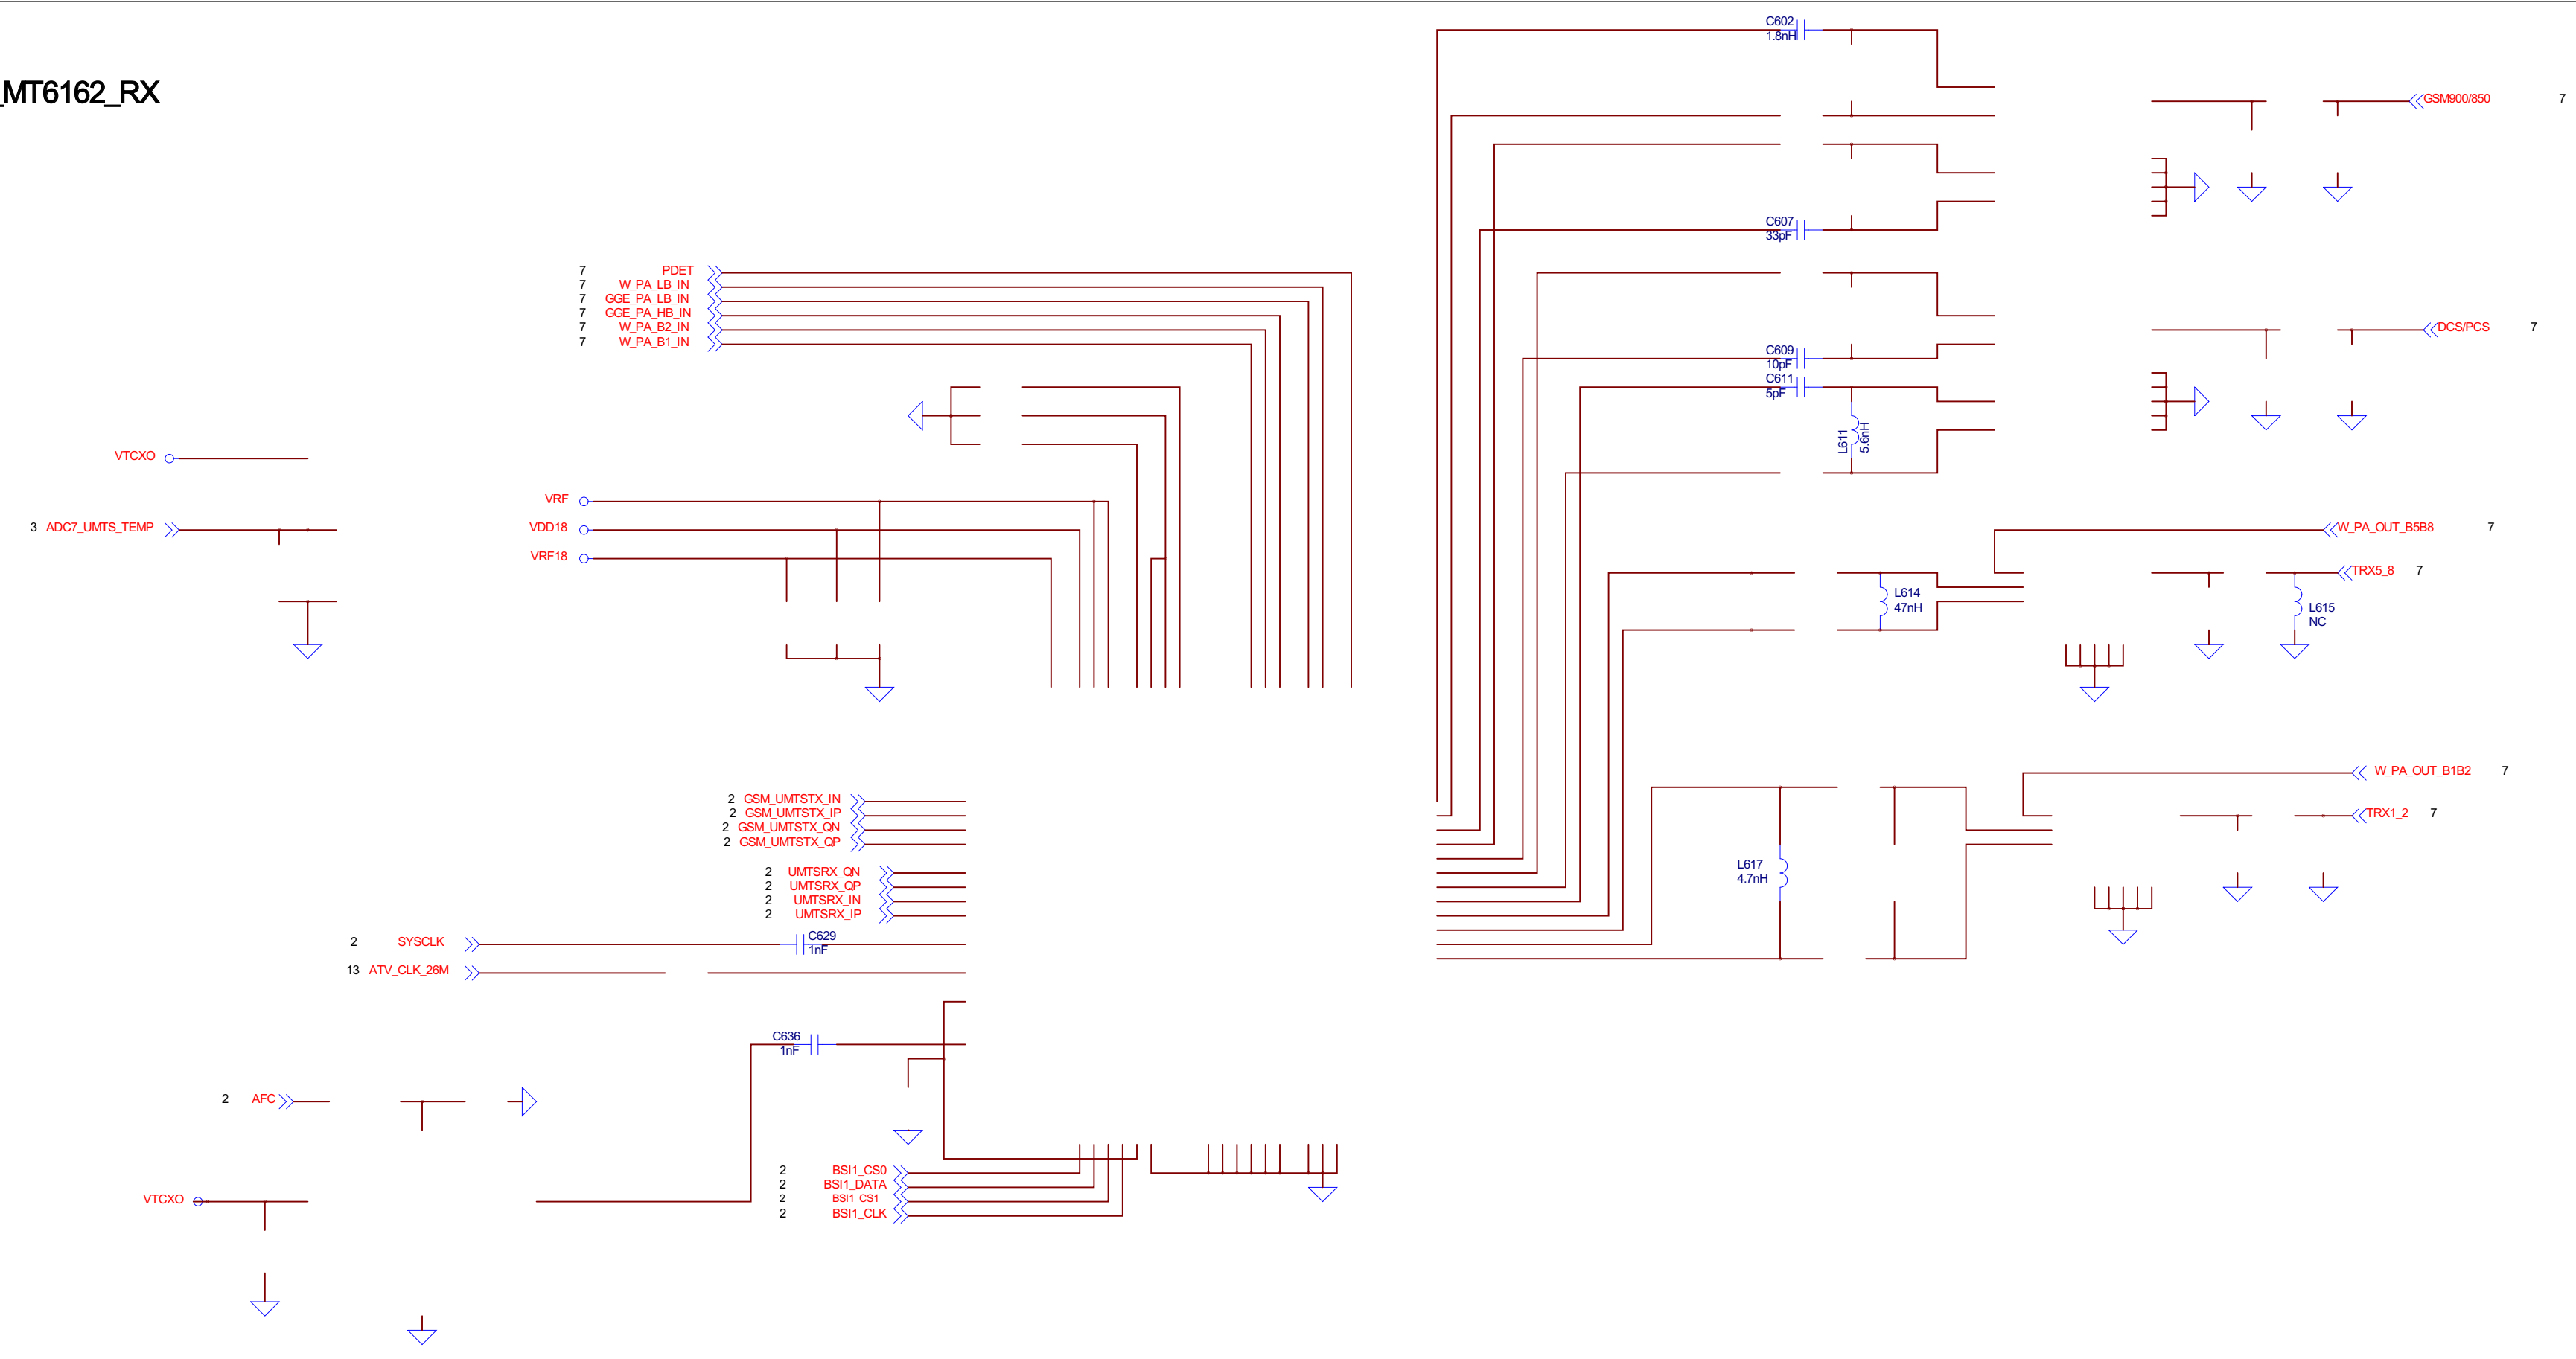 _MT6162_RX
C602
1.8nH
GSM900/850 7
C607
33pF
7 PDET
7 W_PA_LB_IN
7 GGE_PA_LB_IN
7 GGE_PA_HB_IN
7 W_PA_B2_IN
7 W_PA_B1_IN
DCS/PCS 7
C609
10pF
C611
5pF
L611
5.6nH
VTCXO
VRF
3 ADC7_UMTS_TEMP
VDD18
VRF18
W_PA_OUT_B5B8 7
TRX5_8 7
L614
47nH
L615
NC
W_PA_OUT_B1B2 7
TRX1_2 7
2 GSM_UMTSTX_IN
2 GSM_UMTSTX_IP
2 GSM_UMTSTX_QN
2 GSM_UMTSTX_QP
L617
4.7nH
2 UMTSRX_QN
2 UMTSRX_QP
2 UMTSRX_IN
2 UMTSRX_IP
2 SYSCLK
C629
1nF
13 ATV_CLK_26M
C636
1nF
2 AFC
2 BSI1_CS0
2 BSI1_DATA
2 BSI1_CS1
2 BSI1_CLK
VTCXO